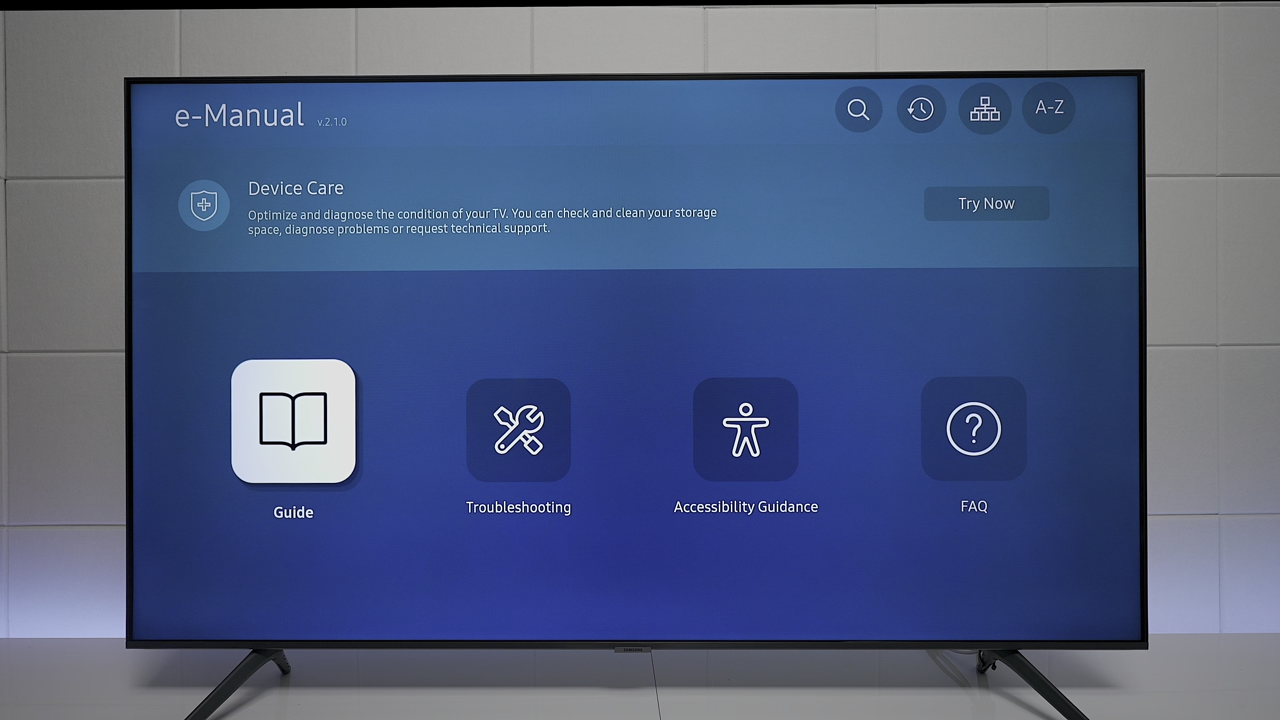 e-Manual v.2.1.0
A-Z
Device Care
Optimize and diagnose the condition of your TV. You can check and clean your storage
space, diagnose problems or request technical support.
Try Now
Guide
Troubleshooting
Accessibility Guidance
FAQ
SAMSUNG